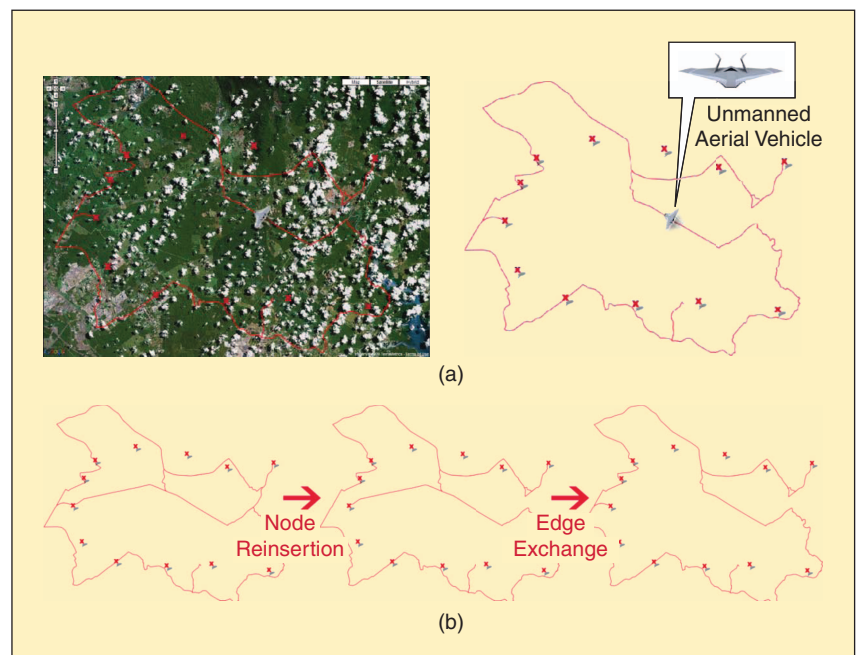 Unmanned
Aerial Vehicle
(a)
Node
Reinsertion
Edge
Exchange
(b)